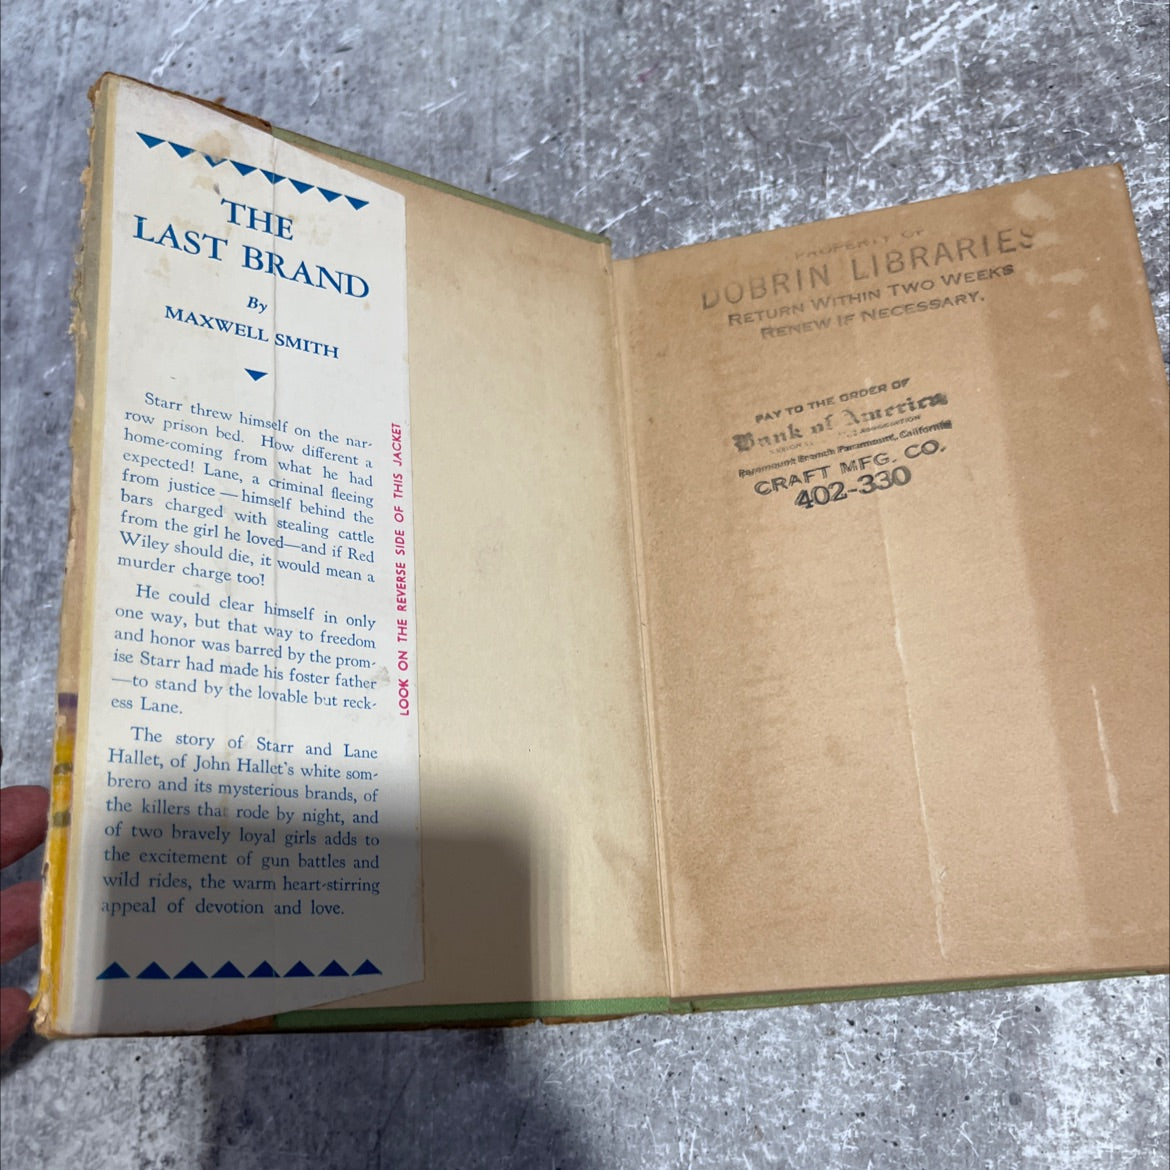 THE
LAST BRAND
By
MAXWELL SMITH
Starr threw himself on the nar-
row prison bed. How different a
home-coming from what he had
expected! Lane, a criminal fleeing
from justice — himself behind the
bars charged with stealing cattle
from the girl he loved—and if Red
Wiley should die, it would mean a
murder charge too!
He could clear himself in only
one way, but that way to freedom
and honor was barred by the prom-
ise Starr had made his foster father
—to stand by the lovable but reck-
ess Lane.
The story of Starr and Lane
Hallet, of John Hallet's white som-
brero and its mysterious brands, of
the killers that rode by night, and
of two bravely loyal girls adds to
the excitement of gun battles and
wild rides, the warm heart-stirring
appeal of devotion and love.
LOOK ON THE REVERSE SIDE OF THIS JACKET
PROPERTY OF
DOBRIN LIBRARIES
RETURN WITHIN TWO WEEKS
RENEW IF NECESSARY.
PAY TO THE ORDER OF
Bank of America
ASSOCIATION
Paramount Branch Paramount, California
CRAFT MFG. CO.
402-330